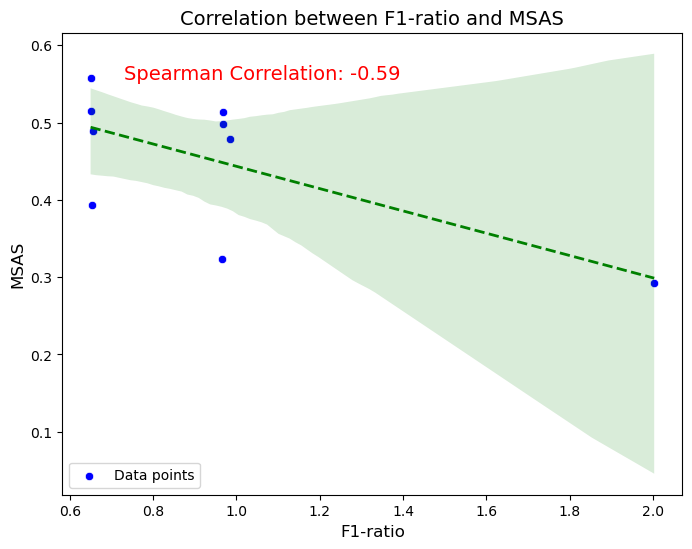 Correlation between F1-ratio and MSAS
Spearman Correlation: -0.59
0.6
0.5
0.4
0.3
0.2
0.1
MSAS
Data points
0.6
0.8
1.0
1.2
1.4
1.6
1.8
2.0
F1-ratio